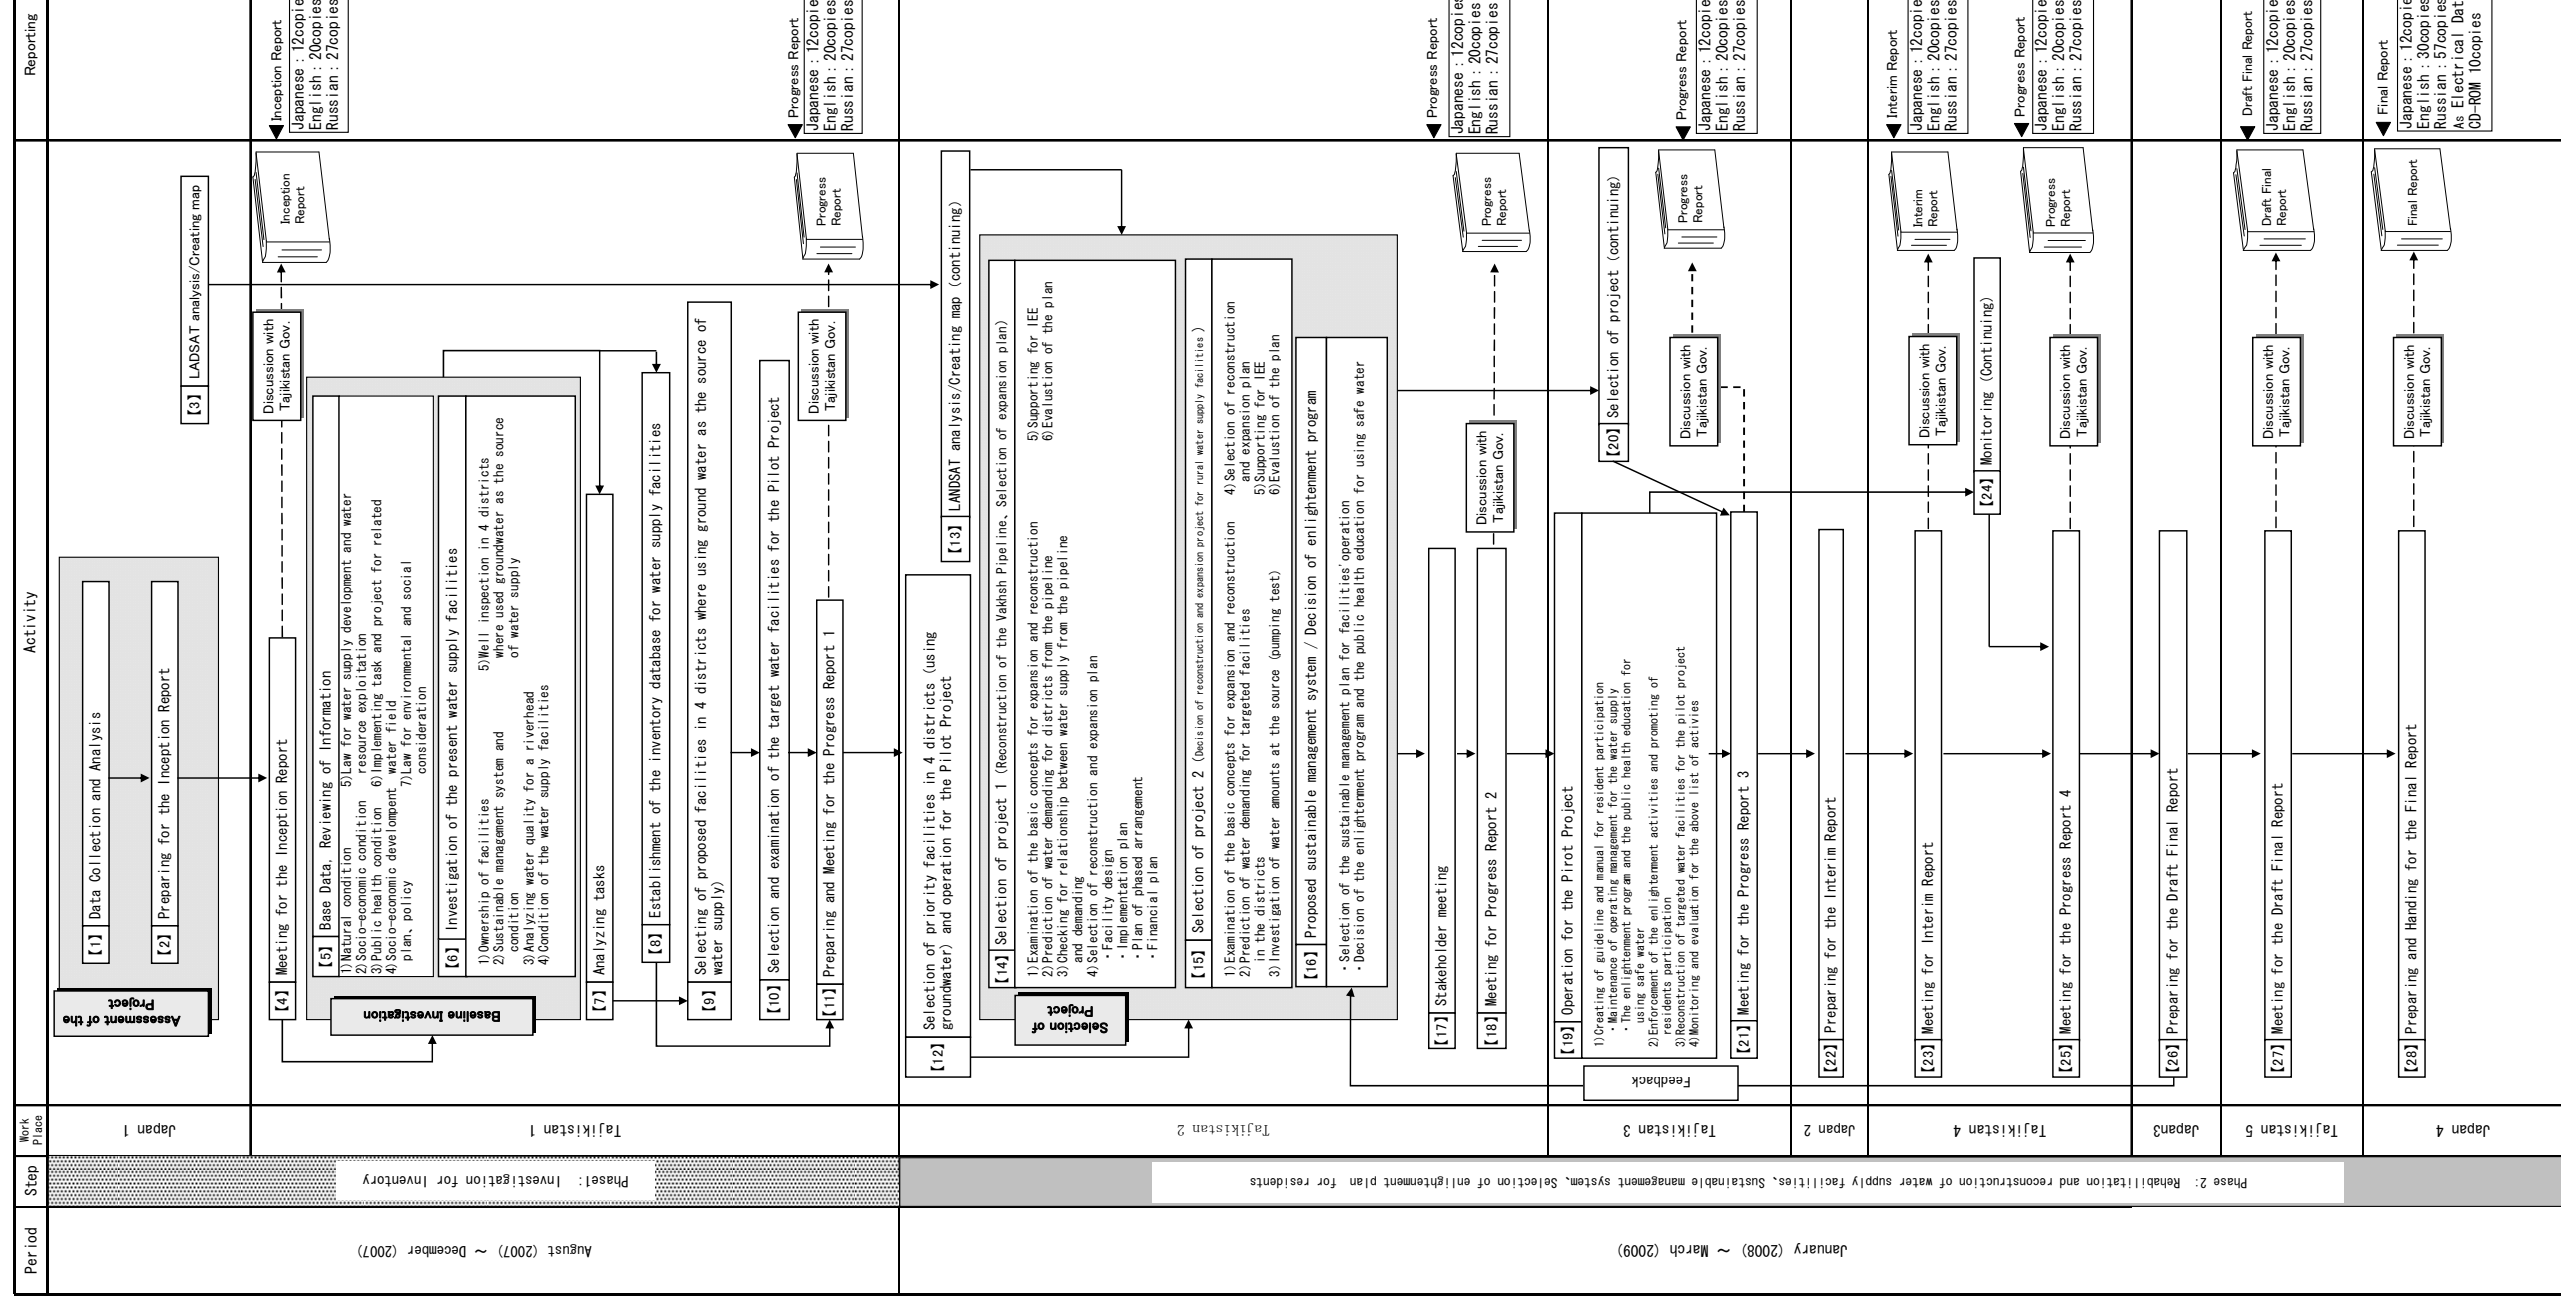 Period
Step
Work
Place
Activity
Reporting
August (2007) ～ December (2007)
January (2008) ～ March (2009)
Phase1: Investigation for Inventory
Phase 2: Rehabilitation and reconstruction of water supply facilities, Sustainable management system, Selection of enlightenment plan for residents
Japan 1
Tajikistan 1
Tajikistan 2
Tajikistan 3
Japan 2
Tajikistan 4
Japan3
Tajikistan 5
Japan 4
Assessment of the
Project
【1】 Data Collection and Analysis
【2】 Preparing for the Inception Report
【3】 LADSAT analysis/Creating map
【4】 Meeting for the Inception Report
Discussion with
Tajikistan Gov.
Inception
Report
Inception Report
Japanese : 12copie
English : 20copies
Russian : 27copies
Baseline Investigation
【5】 Base Data, Reviewing of Information
1)Natural condition
2)Socio-economic condition
3)Public health condition
4)Socio-economic development
plan, policy
5)Law for water supply development and water
resource exploitation
6)Implementing task and project for related
water field
7)Law for environmental and social
consideration
【6】 Investigation of the present water supply facilities
1)Ownership of facilities
2)Sustainable management system and
condition
3)Analyzing water quality for a riverhead
4)Condition of the water supply facilities
5)Well inspection in 4 districts
where used groundwater as the source
of water supply
【7】 Analyzing tasks
【8】 Establishment of the inventory database for water supply facilities
【9】 Selecting of proposed facilities in 4 districts where using ground water as the source of
water supply)
【10】 Selection and examination of the target water facilities for the Pilot Project
【11】 Preparing and Meeting for the Progress Report 1
Discussion with
Tajikistan Gov.
Progress
Report
Progress Report
Japanese : 12copie
English : 20copies
Russian : 27copies
【12】 Selection of priority facilities in 4 districts (using
groundwater) and operation for the Pilot Project
【13】 LANDSAT analysis/Creating map (continuing)
Selection of
Project
【14】 Selection of project 1 (Reconstruction of the Vakhsh Pipeline、Selection of expansion plan)
1)Examination of the basic concepts for expansion and reconstruction
2)Prediction of water demanding for districts from the pipeline
3)Checking for relationship between water supply from the pipeline
and demanding
4)Selection of reconstruction and expansion plan
・Facility design
・Implementation plan
・Plan of phased arrangement
・Financial plan
5)Supporting for IEE
6)Evalustion of the plan
【15】 Selection of project 2 (Decision of reconstruction and expansion project for rural water supply facilities )
1)Examination of the basic concepts for expansion and reconstruction
2)Prediction of water demanding for targeted facilities
in the districts
3)Investigation of water amounts at the source (pumping test)
4)Selection of reconstruction
and expansion plan
5)Supporting for IEE
6)Evalustion of the plan
【16】 Proposed sustainable management system / Decision of enlightenment program
・Selection of the sustainable management plan for facilities'operation
・Decision of the enlightenment program and the public health education for using safe water
【17】 Stakeholder meeting
【18】 Meeting for Progress Report 2
Discussion with
Tajikistan Gov.
Progress
Report
Progress Report
Japanese : 12copie
English : 20copies
Russian : 27copies
【19】 Operation for the Pirot Project
1)Creating of guideline and manual for resident participation
・Maintenance of operating management for the water supply
・The enlightenment program and the public health education for
using safe water
2)Enforcement of the enlightement activities and promoting of
residents participation
3)Reconstruction of targeted water facilities for the pilot project
4)Monitoring and evaluation for the above list of activies
【20】 Selection of project (continuing)
【21】 Meeting for the Progress Report 3
Discussion with
Tajikistan Gov.
Progress
Report
Progress Report
Japanese : 12copie
English : 20copies
Russian : 27copies
Feedback
【22】 Preparing for the Interim Report
【23】 Meeting for Interim Report
Discussion with
Tajikistan Gov.
Interim
Report
Interim Report
Japanese : 12copie
English : 20copies
Russian : 27copies
【24】 Monitoring (Continuing)
【25】 Meeting for the Progress Report 4
Discussion with
Tajikistan Gov.
Progress
Report
Progress Report
Japanese : 12copie
English : 20copies
Russian : 27copies
【26】 Preparing for the Draft Final Report
【27】 Meeting for the Draft Final Report
Discussion with
Tajikistan Gov.
Draft Final
Report
Draft Final Report
Japanese : 12copie
English : 20copies
Russian : 27copies
【28】 Preparing and Handing for the Final Report
Discussion with
Tajikistan Gov.
Final Report
Final Report
Japanese : 12copie
English : 30copies
Russian : 57copies
As Electrical Dat
CD-ROM 10copies